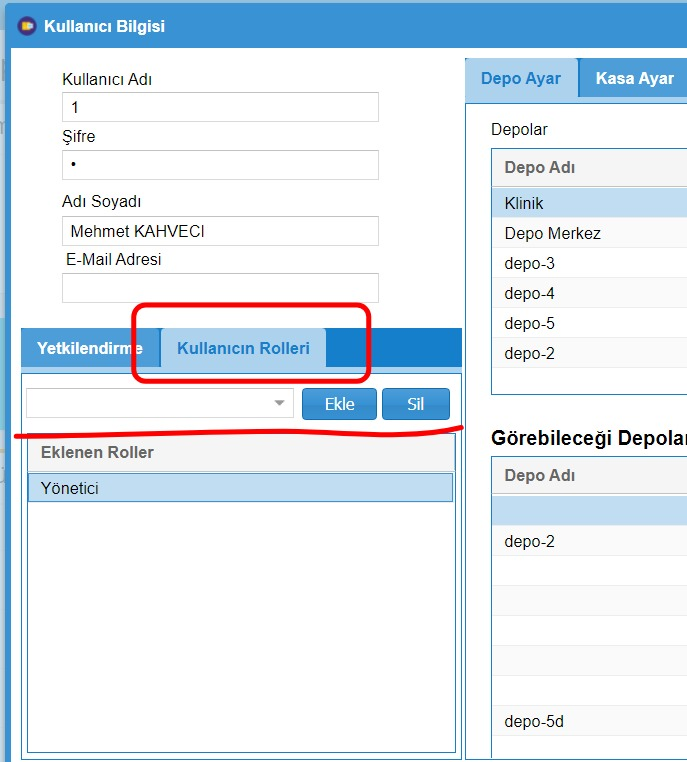 Kullanıcı Bilgisi
Kullanıcı Adı
1
Şifre
•
Adı Soyadı
Mehmet KAHVECI
E-Mail Adresi
Yetkilendirme
Kullanıcın Rolleri
Ekle
Sil
Eklenen Roller
Yönetici
Depo Ayar
Kasa Ayar
Depolar
Depo Adı
Klinik
Depo Merkez
depo-3
depo-4
depo-5
depo-2
Görebileceği Depolar
Depo Adı
depo-2
depo-5d